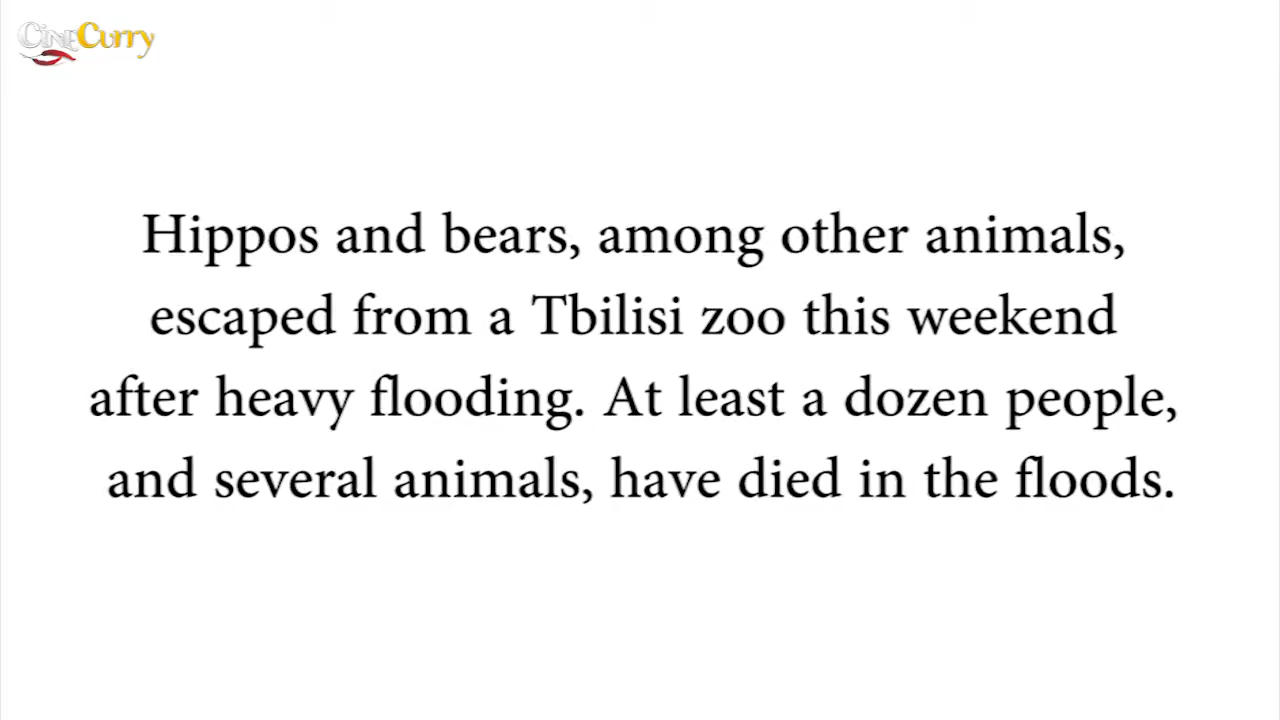 CineCurry
Hippos and bears, among other animals,
escaped from a Tbilisi zoo this weekend
after heavy flooding. At least a dozen people,
and several animals, have died in the floods.